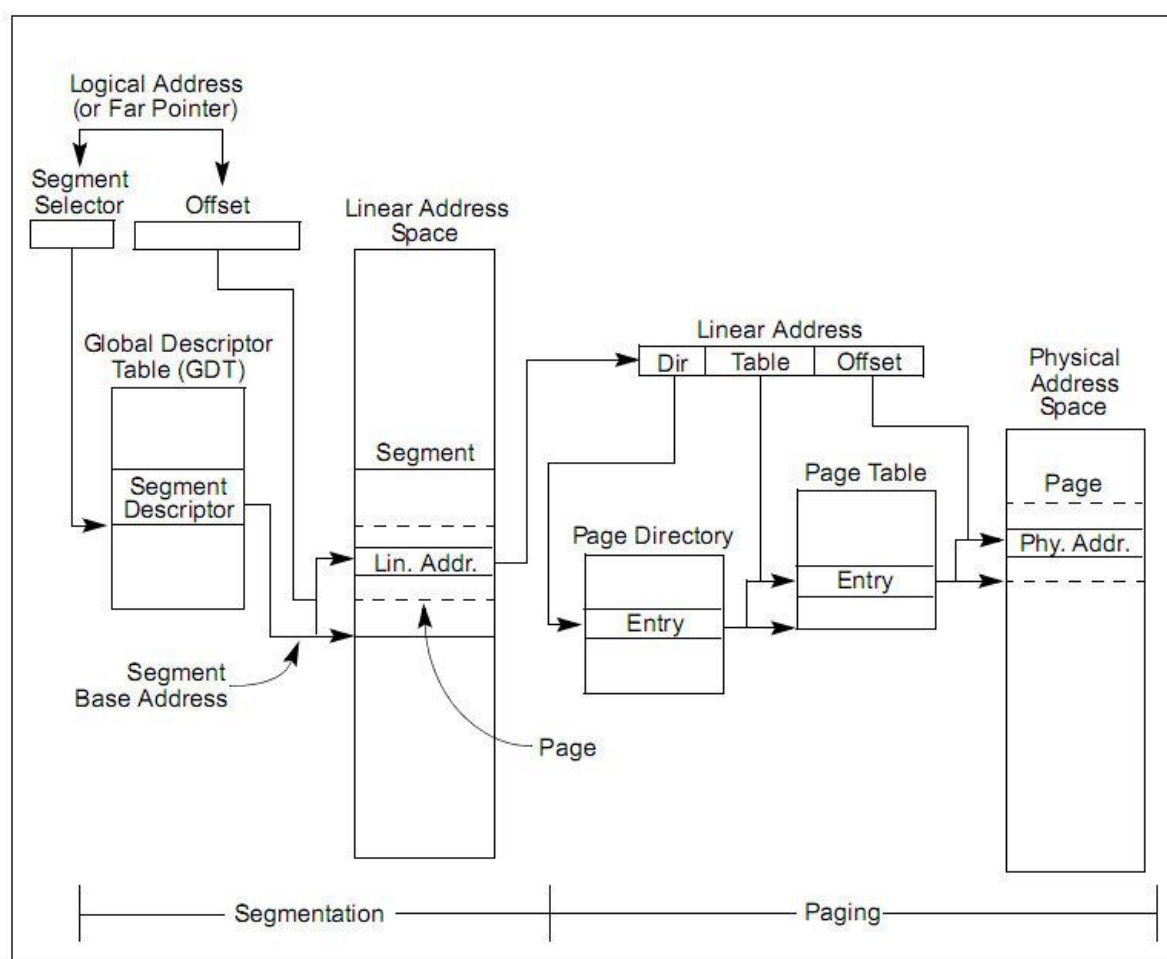 Logical Address
(or Far Pointer)
Segment
Selector
Offset
Linear Address
Space
Global Descriptor
Table (GDT)
Segment
Descriptor
Segment
Base Address
Segment
Lin. Addr.
Page
Linear Address
Dir
Table
Offset
Page Directory
Entry
Page Table
Entry
Physical
Address
Space
Page
Phy. Addr.
Segmentation
Paging